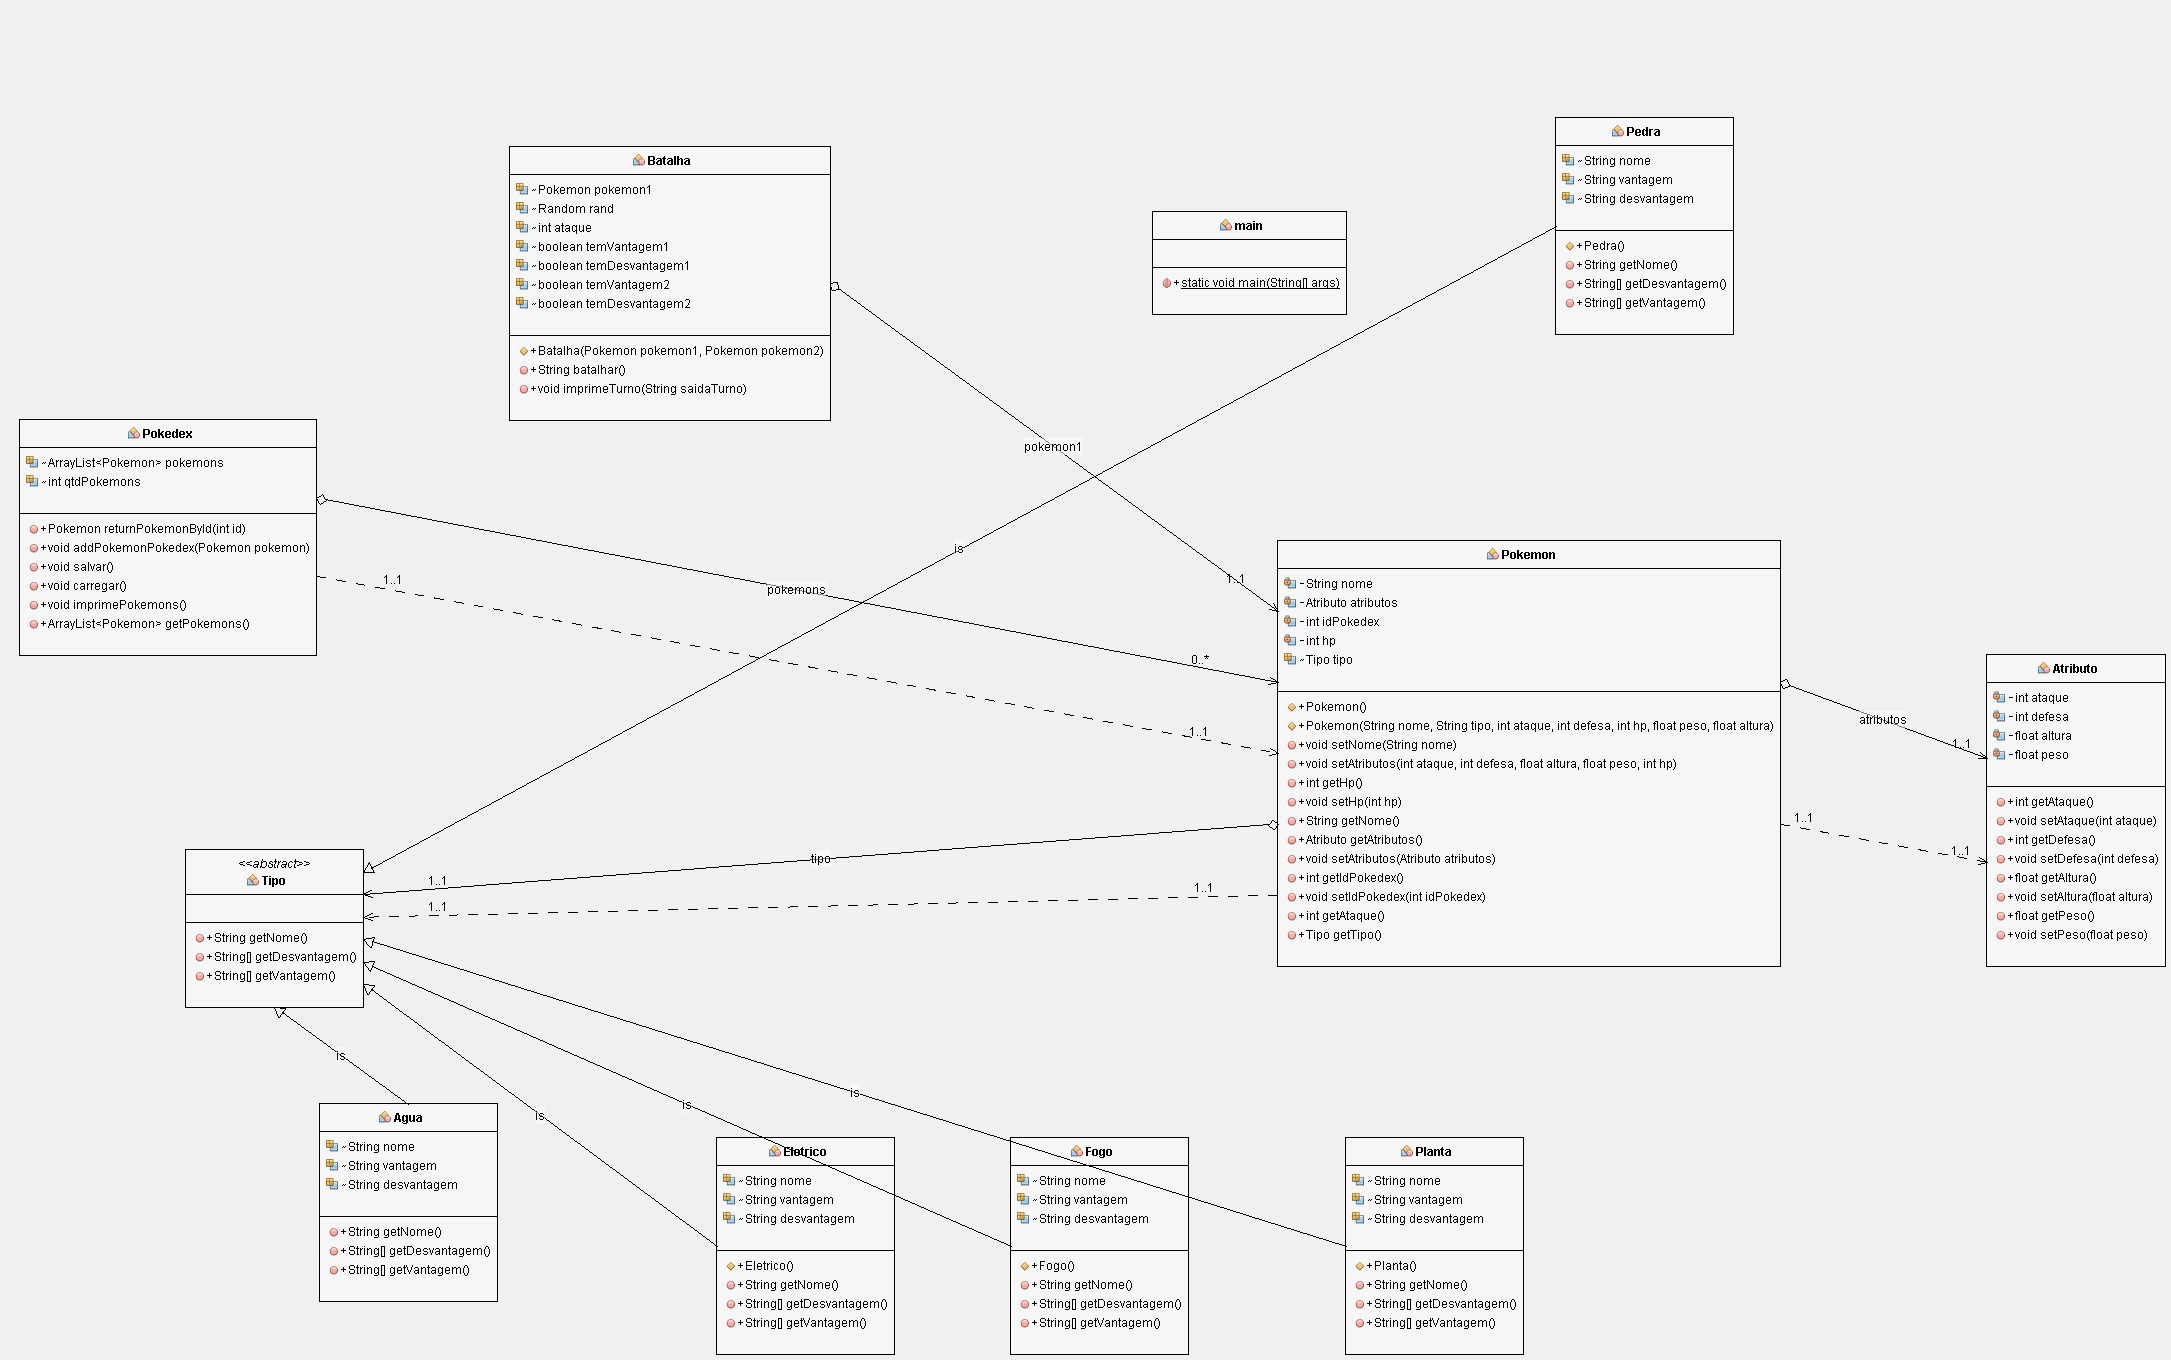 Pedra
~String nome
~String vantagem
~String desvantagem
+Pedra()
+String getNome()
+String[] getDesvantagem()
+String[] getVantagem()
Batalha
~Pokemon pokemon1
~Random rand
~int ataque
~boolean temVantagem1
~boolean temDesvantagem1
~boolean temVantagem2
~boolean temDesvantagem2
+Batalha(Pokemon pokemon1, Pokemon pokemon2)
+String batalhar()
+void imprimeTurno(String saidaTurno)
main
+static void main(String[] args)
Pokedex
~ArrayList<Pokemon> pokemons
~int qtdPokemons
+Pokemon returnPokemonById(int id)
+void addPokemonPokedex(Pokemon pokemon)
+void salvar()
+void carregar()
+void imprimePokemons()
+ArrayList<Pokemon> getPokemons()
pokemon1
1..1
is
pokemons
0..*
1..1
1..1
Pokemon
-String nome
-Atributo atributos
-int idPokedex
-int hp
~Tipo tipo
+Pokemon()
+Pokemon(String nome, String tipo, int ataque, int defesa, int hp, float peso, float altura)
+void setNome(String nome)
+void setAtributos(int ataque, int defesa, float altura, float peso, int hp)
+int getHp()
+void setHp(int hp)
+String getNome()
+Atributo getAtributos()
+void setAtributos(Atributo atributos)
+int getIdPokedex()
+void setIdPokedex(int idPokedex)
+int getAtaque()
+Tipo getTipo()
atributos
1..1
1..1
1..1
Atributo
-int ataque
-int defesa
-float altura
-float peso
+int getAtaque()
+void setAtaque(int ataque)
+int getDefesa()
+void setDefesa(int defesa)
+float getAltura()
+void setAltura(float altura)
+float getPeso()
+void setPeso(float peso)
tipo
1..1
1..1
1..1
<<abstract>>
Tipo
+String getNome()
+String[] getDesvantagem()
+String[] getVantagem()
is
is
is
is
Agua
~String nome
~String vantagem
~String desvantagem
+String getNome()
+String[] getDesvantagem()
+String[] getVantagem()
Eletrico
~String nome
~String vantagem
~String desvantagem
+Eletrico()
+String getNome()
+String[] getDesvantagem()
+String[] getVantagem()
Fogo
~String nome
~String vantagem
~String desvantagem
+Fogo()
+String getNome()
+String[] getDesvantagem()
+String[] getVantagem()
Planta
~String nome
~String vantagem
~String desvantagem
+Planta()
+String getNome()
+String[] getDesvantagem()
+String[] getVantagem()